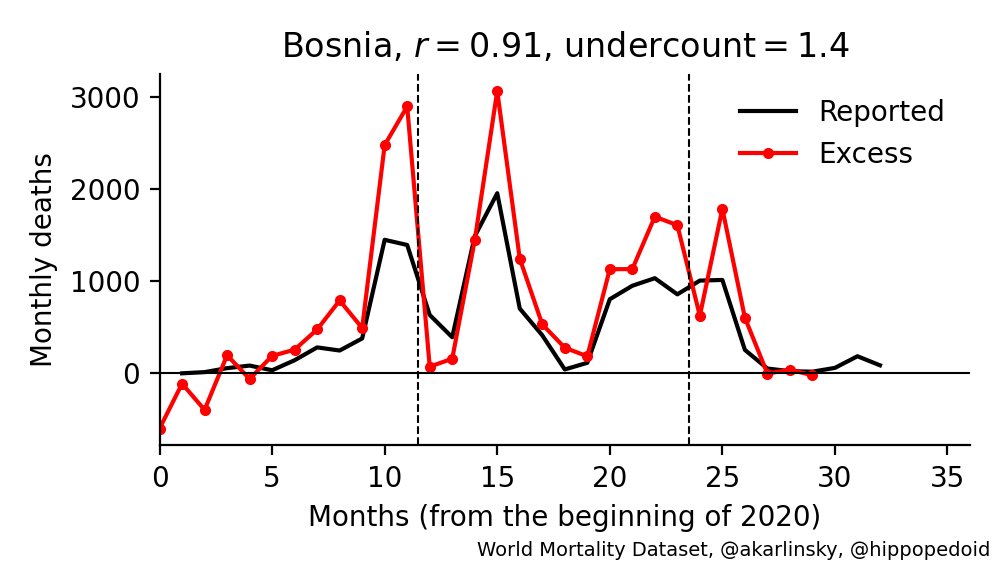 Bosnia, r = 0.91, undercount = 1.4
3000
2000
1000
0
Monthly deaths
Reported
Excess
0 5 10 15 20 25 30 35
Months (from the beginning of 2020)
World Mortality Dataset, @akarlinsky, @hippopedoid